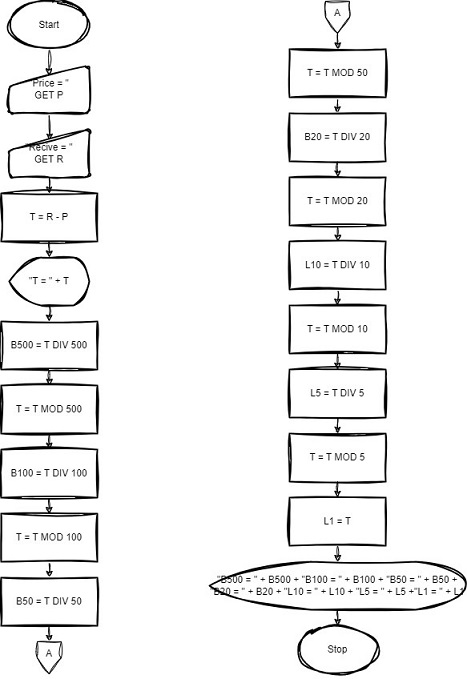 Start
"Price = "
GET P
"Recive = "
GET R
T = R - P
"T = " + T
B500 = T DIV 500
T = T MOD 500
B100 = T DIV 100
T = T MOD 100
B50 = T DIV 50
A
A
T = T MOD 50
B20 = T DIV 20
T = T MOD 20
L10 = T DIV 10
T = T MOD 10
L5 = T DIV 5
T = T MOD 5
L1 = T
"B500 = " + B500 + "B100 = " + B100 + "B50 = " + B50 +
"B20 = " + B20 + "L10 = " + L10 + "L5 = " + L5 +"L1 = " + L1
Stop